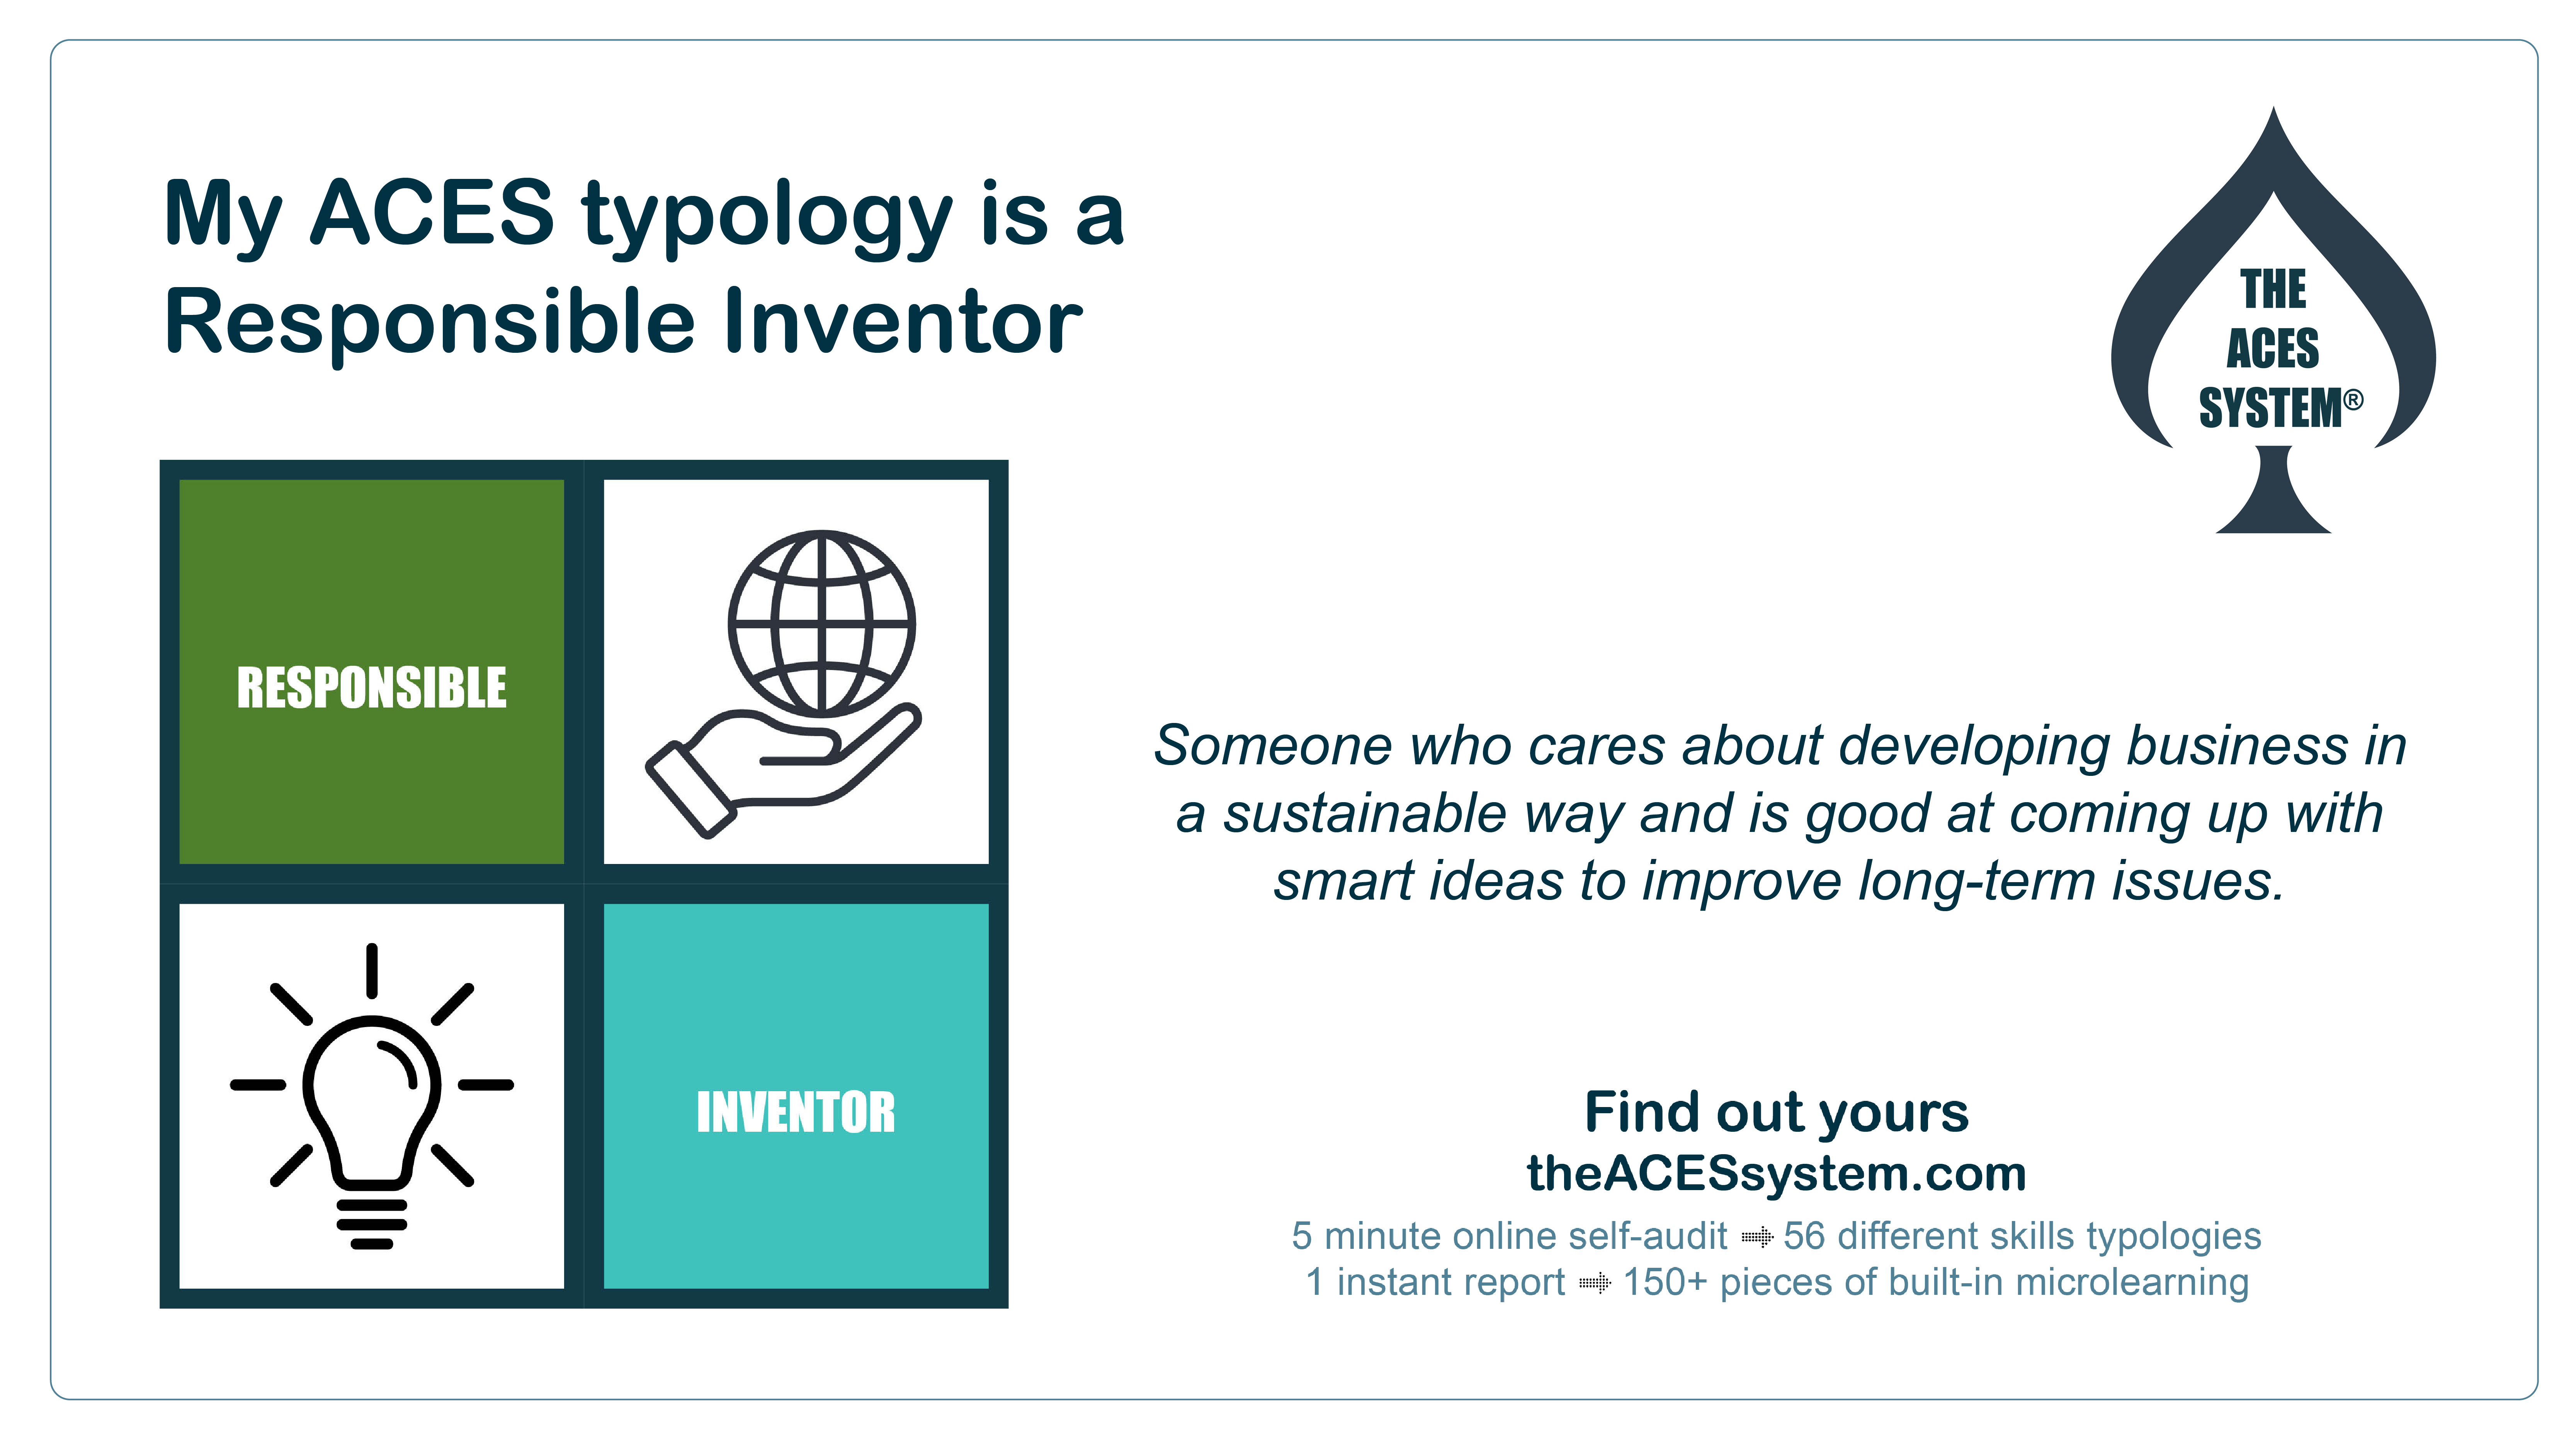 My ACES typology is a
Responsible Inventor
THE
ACES
SYSTEM®
RESPONSIBLE
INVENTOR
Someone who cares about developing business in
a sustainable way and is good at coming up with
smart ideas to improve long-term issues.
Find out yours
theACESsystem.com
5 minute online self-audit ➡ 56 different skills typologies
1 instant report ➡ 150+ pieces of built-in microlearning